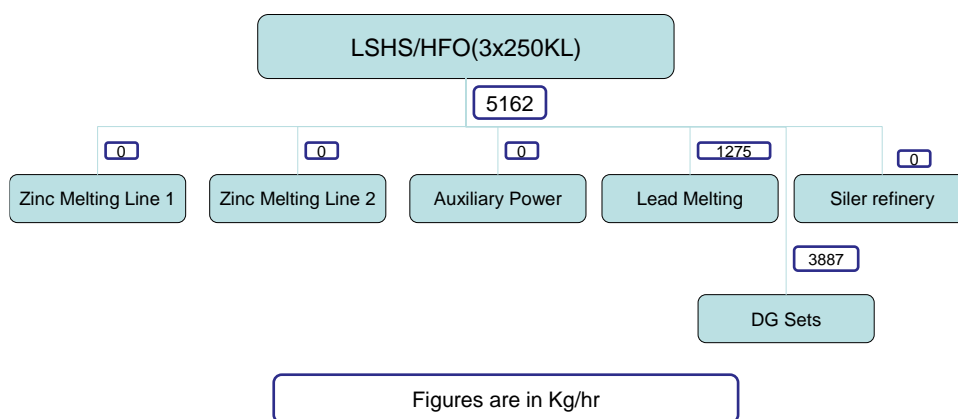 LSHS/HFO(3x250KL)
5162
0
0
0
1275
0
Zinc Melting Line 1
Zinc Melting Line 2
Auxiliary Power
Lead Melting
Siler refinery
3887
DG Sets
Figures are in Kg/hr